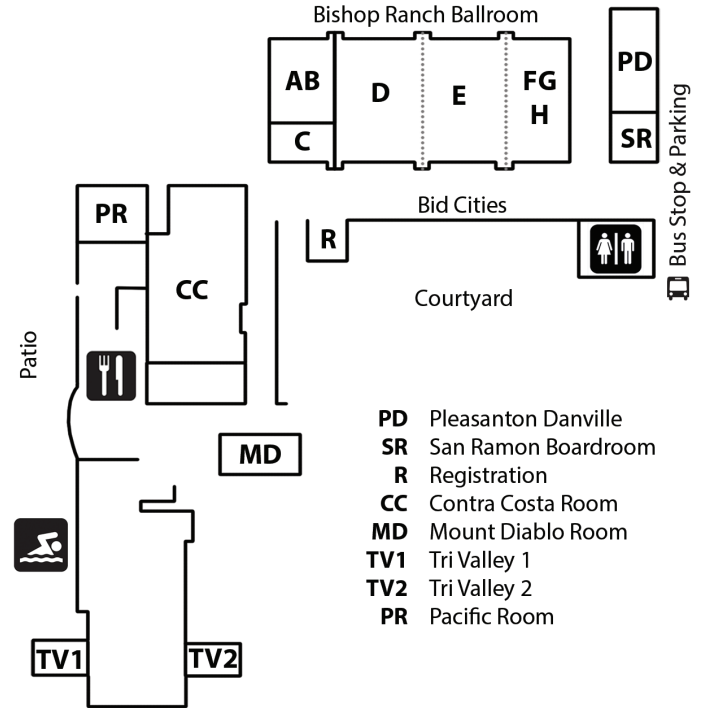 Bishop Ranch Ballroom
AB
C
D
E
FG
H
PD
SR
Bus Stop & Parking
PR
CC
Bid Cities
R
Courtyard
Patio
MD
TV1
TV2
PD Pleasanton Danville
SR San Ramon Boardroom
R Registration
CC Contra Costa Room
MD Mount Diablo Room
TV1 Tri Valley 1
TV2 Tri Valley 2
PR Pacific Room